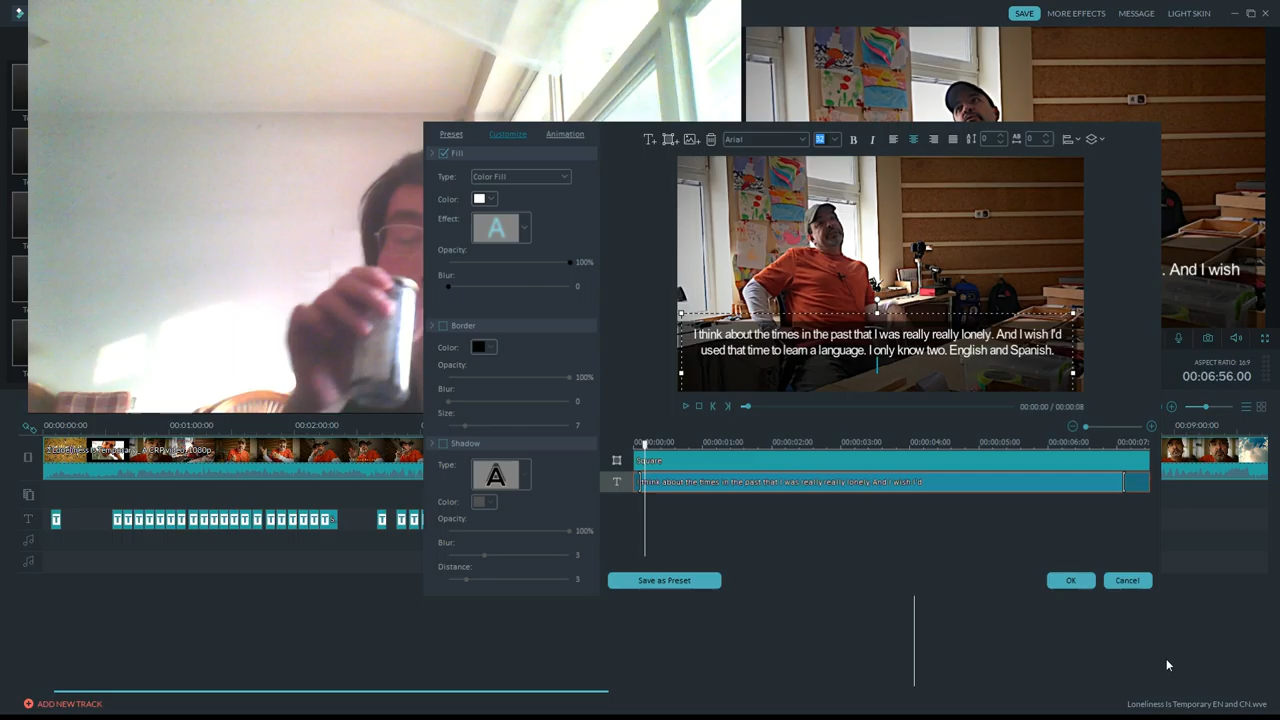 SAVE
MORE EFFECTS
MESSAGE
LIGHT SKIN
Preset
Customize
Animation
Arial
32
B
I
0
AB
0
Fill
Type:
Color Fill
Color:
Effect:
A
Opacity:
100%
Blur:
0
Border
Color:
Opacity:
100%
Blur:
0
Size:
7
Shadow
Type:
A
Color:
Opacity:
100%
Blur:
3
Distance:
3
I think about the times in the past that I was really really lonely. And I wish I'd
used that time to learn a language. I only know two. English and Spanish.
. And I wish
00:00:00 / 00:00:08
ASPECT RATIO: 16:9
00:06:56.00
00:00:00:00
00:01:00:00
00:02:00:00
00:09:00:00
00:00:00:00
00:00:01:00
00:00:02:00
00:00:03:00
00:00:04:00
00:00:05:00
00:00:06:00
00:00:07:
Square
T
I think about the times in the past that I was really really lonely. And I wish I'd
Save as Preset
OK
Cancel
ADD NEW TRACK
Loneliness Is Temporary EN and CN.wve